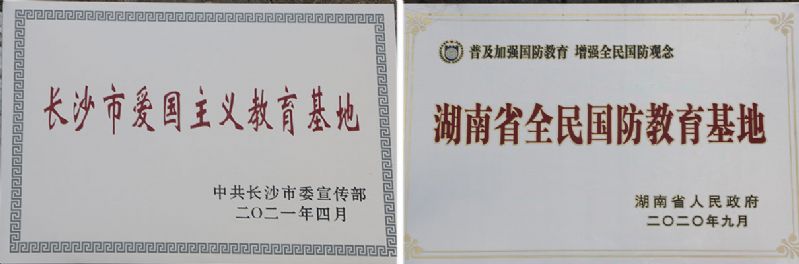 长沙市爱国主义教育基地
中共长沙市委宣传部
二〇二一年四月
普及加强国防教育 增强全民国防观念
湖南省全民国防教育基地
湖南省人民政府
二〇二〇年九月